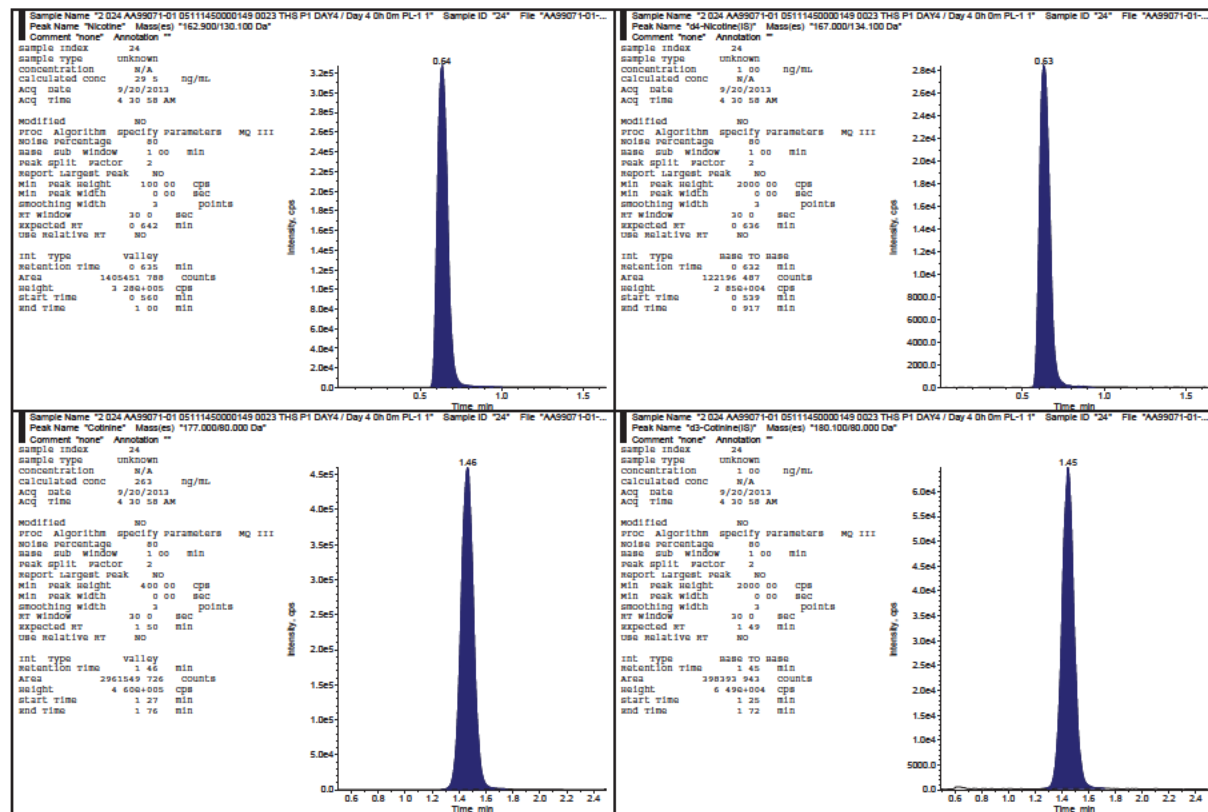 Sample Name "2 024 AA99071-01 05111450000149 0023 THS P1 DAY4 / Day 4 0h 0m PL-1 1" Sample ID "24" File "AA99071-01-...
Peak Name "Nicotine" Mass(es) "162.900/130.100 Da"
Comment "none" Annotation ""
sample Index 24
sample Type unknown
concentration N/A
calculated conc 29 5 ng/mL
Acq Date 9/20/2013
Acq Time 4 30 58 AM
Modified NO
Proc Algorithm specify Parameters MQ III
Noise Percentage 80
Base Sub Window 1 00 min
Peak split Factor 2
Report Largest Peak NO
Min Peak Height 100 00 cps
Min Peak Width 0 00 sec
smoothing width 3 points
RT Window 30 0 sec
Expected RT 0 642 min
Use Relative RT NO
Int Type valley
Retention Time 0 635 min
Area 1405451 788 counts
Height 3 28e+005 cps
start Time 0 560 min
End Time 1 00 min
0.64
Intensity, cps
3.2e5
3.0e5
2.8e5
2.6e5
2.4e5
2.2e5
2.0e5
1.8e5
1.6e5
1.4e5
1.2e5
1.0e5
8.0e4
6.0e4
4.0e4
2.0e4
0.0
0.5 1.0 1.5
Time min
Sample Name "2 024 AA99071-01 05111450000149 0023 THS P1 DAY4 / Day 4 0h 0m PL-1 1" Sample ID "24" File "AA99071-01-...
Peak Name "d4-Nicotine(IS)" Mass(es) "167.000/134.100 Da"
Comment "none" Annotation ""
sample Index 24
sample Type unknown
concentration 1 00 ng/mL
calculated conc N/A
Acq Date 9/20/2013
Acq Time 4 30 58 AM
Modified NO
Proc Algorithm specify Parameters MQ III
Noise Percentage 80
Base Sub Window 1 00 min
Peak split Factor 2
Report Largest Peak NO
Min Peak Height 2000 00 cps
Min Peak Width 0 00 sec
smoothing width 3 points
RT Window 30 0 sec
Expected RT 0 636 min
Use Relative RT NO
Int Type Base To Base
Retention Time 0 632 min
Area 122196 487 counts
Height 2 85e+004 cps
start Time 0 539 min
End Time 0 917 min
0.63
Intensity, cps
2.8e4
2.6e4
2.4e4
2.2e4
2.0e4
1.8e4
1.6e4
1.4e4
1.2e4
1.0e4
8000.0
6000.0
4000.0
2000.0
0.0
0.5 1.0 1.5
Time min
Sample Name "2 024 AA99071-01 05111450000149 0023 THS P1 DAY4 / Day 4 0h 0m PL-1 1" Sample ID "24" File "AA99071-01-...
Peak Name "Cotinine" Mass(es) "177.000/80.000 Da"
Comment "none" Annotation ""
sample Index 24
sample Type unknown
concentration N/A
calculated conc 263 ng/mL
Acq Date 9/20/2013
Acq Time 4 30 58 AM
Modified NO
Proc Algorithm specify Parameters MQ III
Noise Percentage 80
Base Sub Window 1 00 min
Peak split Factor 2
Report Largest Peak NO
Min Peak Height 400 00 cps
Min Peak Width 0 00 sec
smoothing width 3 points
RT Window 30 0 sec
Expected RT 1 50 min
Use Relative RT NO
Int Type valley
Retention Time 1 46 min
Area 2961549 726 counts
Height 4 60e+005 cps
start Time 1 27 min
End Time 1 76 min
1.46
Intensity, cps
4.5e5
4.0e5
3.5e5
3.0e5
2.5e5
2.0e5
1.5e5
1.0e5
5.0e4
0.0
0.6 0.8 1.0 1.2 1.4 1.6 1.8 2.0 2.2 2.4
Time min
Sample Name "2 024 AA99071-01 05111450000149 0023 THS P1 DAY4 / Day 4 0h 0m PL-1 1" Sample ID "24" File "AA99071-01-...
Peak Name "d3-Cotinine(IS)" Mass(es) "180.100/80.000 Da"
Comment "none" Annotation ""
sample Index 24
sample Type unknown
concentration 1 00 ng/mL
calculated conc N/A
Acq Date 9/20/2013
Acq Time 4 30 58 AM
Modified NO
Proc Algorithm specify Parameters MQ III
Noise Percentage 80
Base Sub Window 1 00 min
Peak split Factor 2
Report Largest Peak NO
Min Peak Height 2000 00 cps
Min Peak Width 0 00 sec
smoothing width 3 points
RT Window 30 0 sec
Expected RT 1 49 min
Use Relative RT NO
Int Type Base To Base
Retention Time 1 45 min
Area 398393 943 counts
Height 6 49e+004 cps
start Time 1 25 min
End Time 1 72 min
1.45
Intensity, cps
6.0e4
5.5e4
5.0e4
4.5e4
4.0e4
3.5e4
3.0e4
2.5e4
2.0e4
1.5e4
1.0e4
5000.0
0.0
0.6 0.8 1.0 1.2 1.4 1.6 1.8 2.0 2.2 2.4
Time min